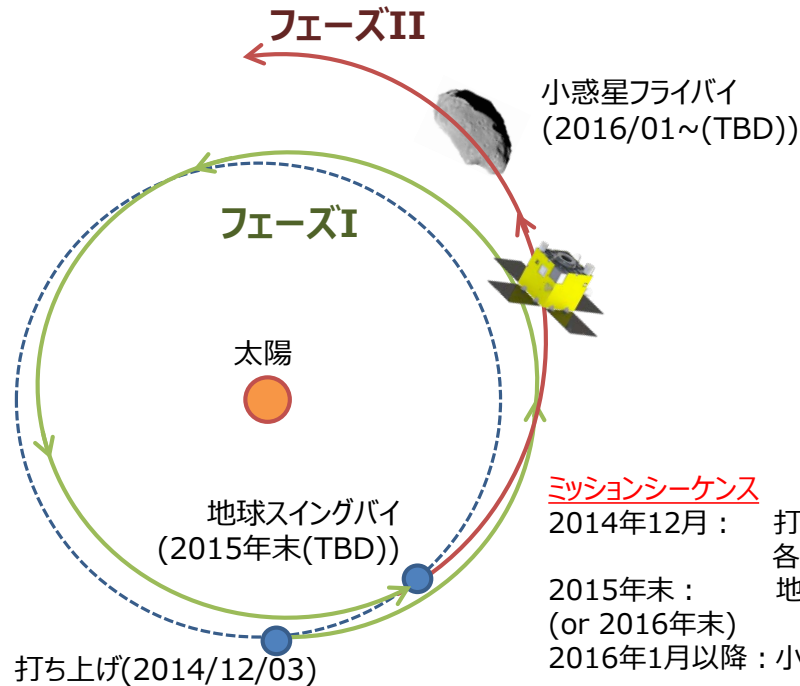 フェーズII
小惑星フライバイ
(2016/01~(TBD))
フェーズI
太陽
地球スイングバイ
(2015年末(TBD))
打ち上げ(2014/12/03)
ミッションシーケンス
2014年12月： 打
各
2015年末： 地
(or 2016年末)
2016年1月以降：小